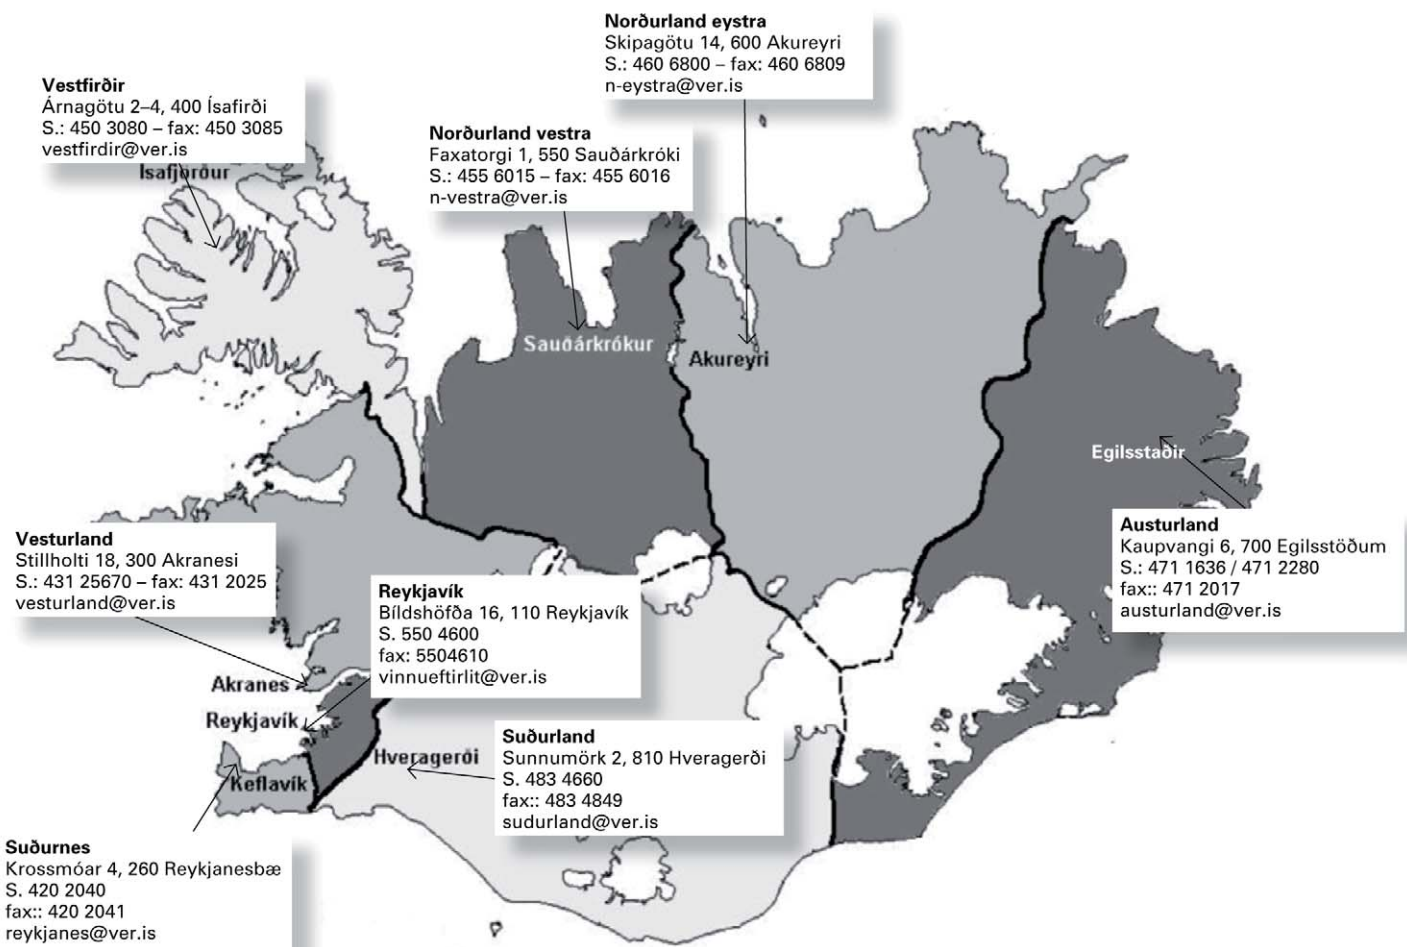 Norðurland eystra
Skipagötu 14, 600 Akureyri
S.: 460 6800 – fax: 460 6809
n-eystra@ver.is
Vestfirðir
Árnagötu 2–4, 400 Ísafirði
S.: 450 3080 – fax: 450 3085
vestfirdir@ver.is
Ísafjörður
Norðurland vestra
Faxatorgi 1, 550 Sauðárkróki
S.: 455 6015 – fax: 455 6016
n-vestra@ver.is
Sauðárkrókur
Akureyri
Egilsstaðir
Austurland
Kaupvangi 6, 700 Egilsstöðum
S.: 471 1636 / 471 2280
fax:: 471 2017
austurland@ver.is
Vesturland
Stillholti 18, 300 Akranesi
S.: 431 25670 – fax: 431 2025
vesturland@ver.is
Reykjavík
Bíldshöfða 16, 110 Reykjavík
S. 550 4600
fax: 5504610
vinnueftirlit@ver.is
Akranes
Reykjavík
Hveragerði
Keflavík
Suðurland
Sunnumörk 2, 810 Hveragerði
S. 483 4660
fax:: 483 4849
sudurland@ver.is
Suðurnes
Krossmóar 4, 260 Reykjanesbæ
S. 420 2040
fax:: 420 2041
reykjanes@ver.is